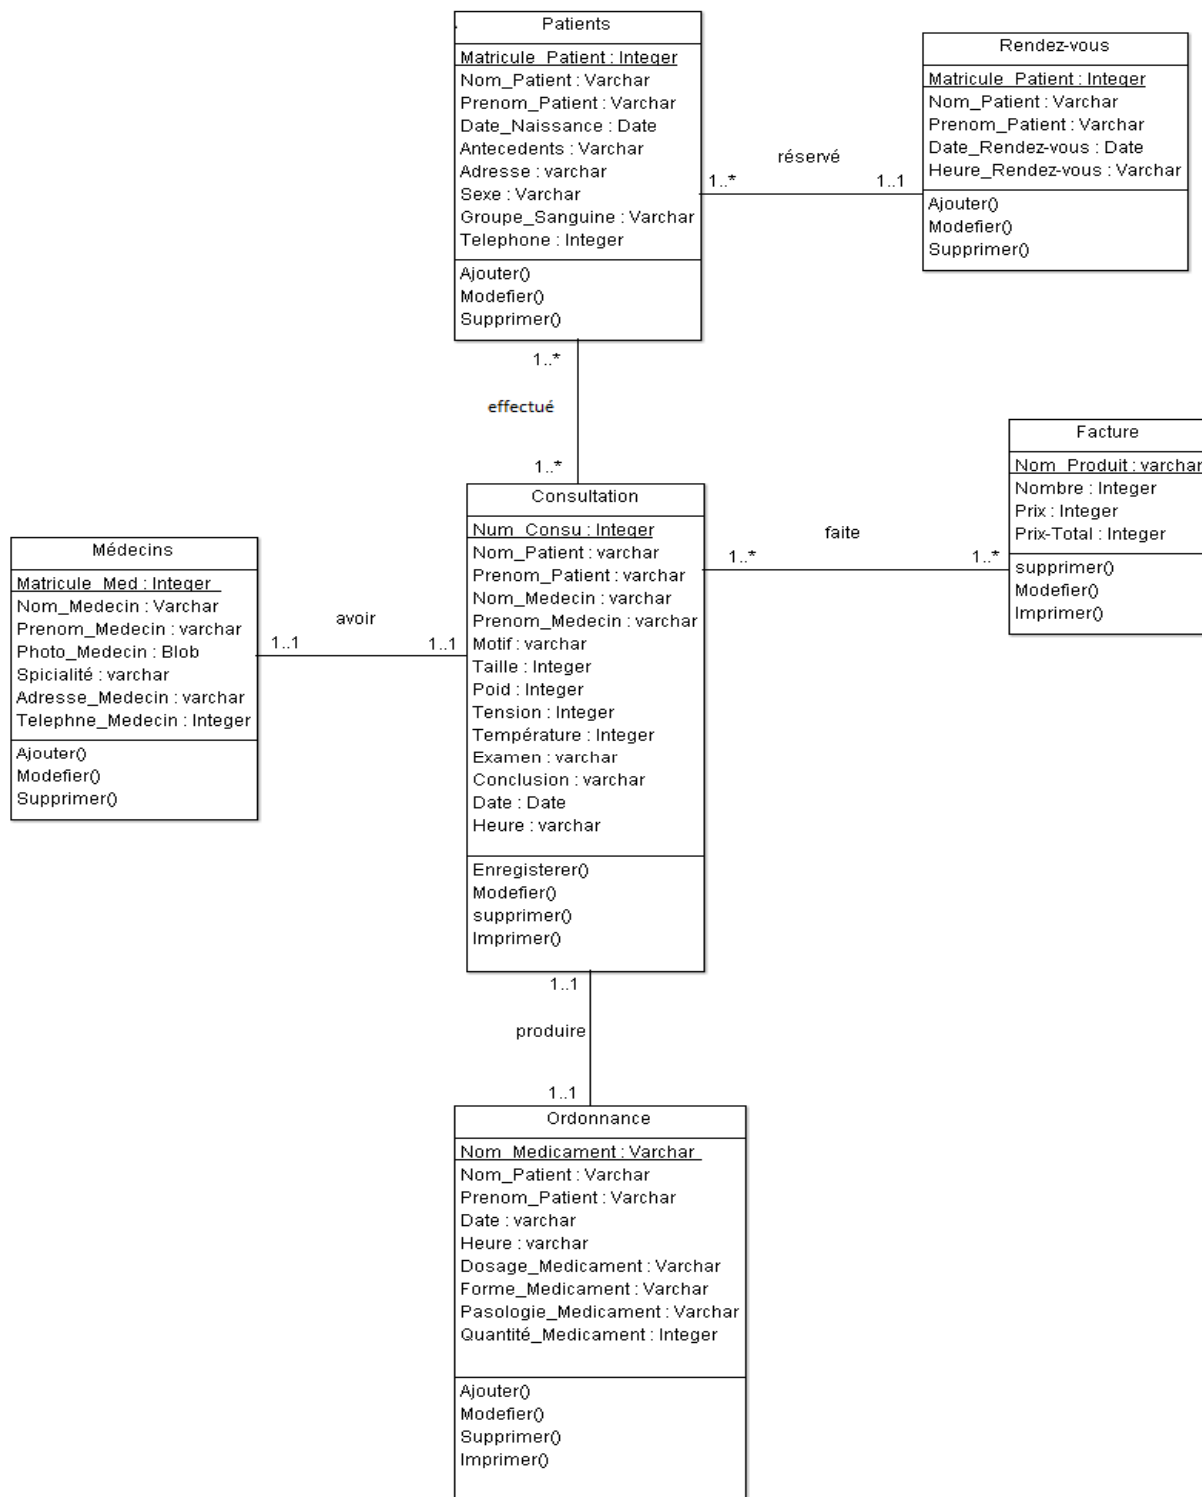 Patients
Matricule_Patient : Integer
Nom_Patient : Varchar
Prenom_Patient : Varchar
Date_Naissance : Date
Antecedents : Varchar
Adresse : varchar
Sexe : Varchar
Groupe_Sanguine : Varchar
Telephone : Integer
Ajouter()
Modefier()
Supprimer()
Rendez-vous
Matricule_Patient : Integer
Nom_Patient : Varchar
Prenom_Patient : Varchar
Date_Rendez-vous : Date
Heure_Rendez-vous : Varchar
Ajouter()
Modefier()
Supprimer()
réservé
1..* 1..1
1..*
effectué
1..*
Facture
Nom_Produit : varchar
Nombre : Integer
Prix : Integer
Prix-Total : Integer
supprimer()
Modefier()
Imprimer()
faite
1..* 1..*
Consultation
Num_Consu : Integer
Nom_Patient : varchar
Prenom_Patient : varchar
Nom_Medecin : varchar
Prenom_Medecin : varchar
Motif : varchar
Taille : Integer
Poid : Integer
Tension : Integer
Température : Integer
Examen : varchar
Conclusion : varchar
Date : Date
Heure : varchar
Enregisterer()
Modefier()
supprimer()
Imprimer()
Médecins
Matricule_Med : Integer
Nom_Medecin : Varchar
Prenom_Medecin : varchar
Photo_Medecin : Blob
Spicialité : varchar
Adresse_Medecin : varchar
Telephne_Medecin : Integer
Ajouter()
Modefier()
Supprimer()
avoir
1..1 1..1
1..1
produire
1..1
Ordonnance
Nom_Medicament : Varchar
Nom_Patient : Varchar
Prenom_Patient : Varchar
Date : varchar
Heure : varchar
Dosage_Medicament : Varchar
Forme_Medicament : Varchar
Pasologie_Medicament : Varchar
Quantité_Medicament : Integer
Ajouter()
Modefier()
Supprimer()
Imprimer()